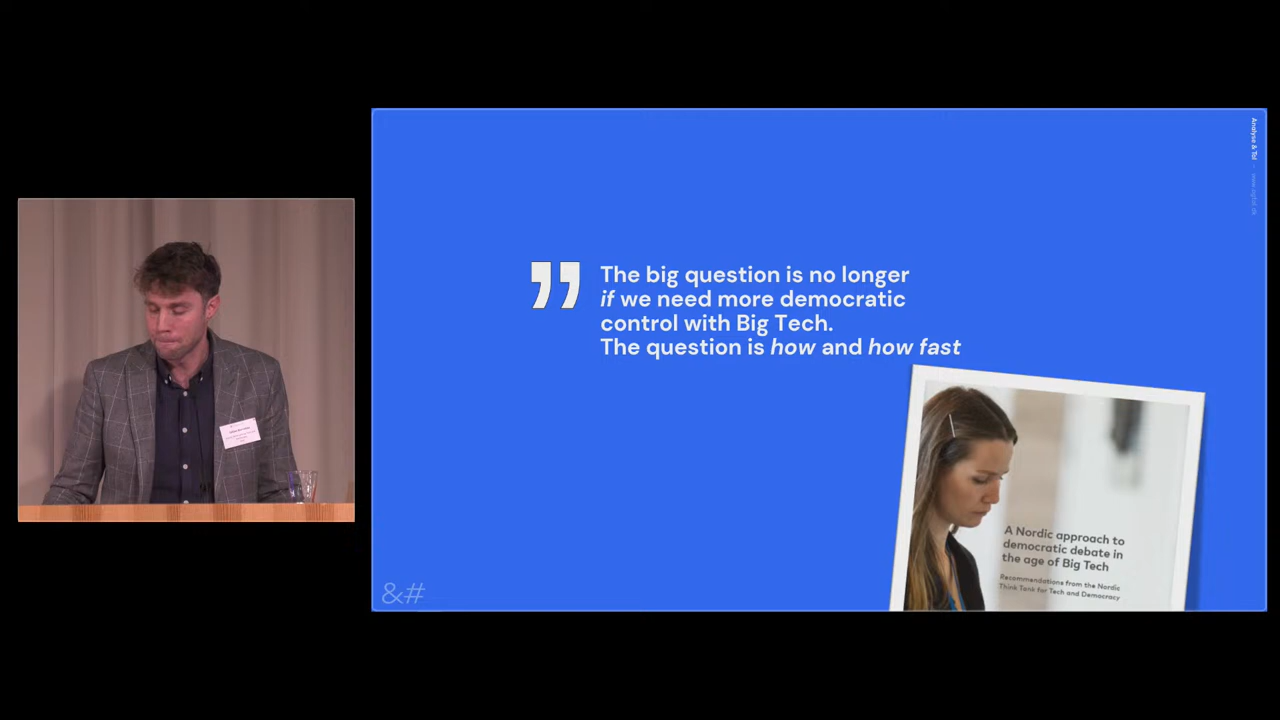 The big question is no longer
if we need more democratic
control with Big Tech.
The question is how and how fast
A Nordic approach to
democratic debate in
the age of Big Tech
Recommendations from the Nordic
Think Tank for Tech and Democracy
Analyse & Tal
&#